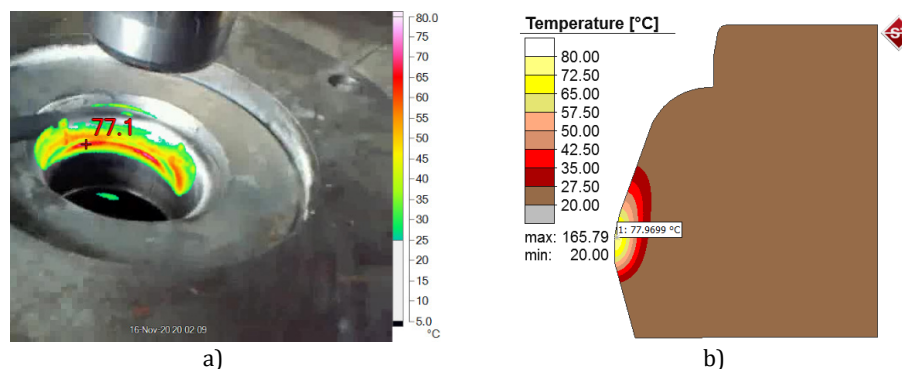 80.0
75
70
65
60
55
50
45
40
35
30
25
20
15
10
5.0
°C
77.1
16-Nov-2020 02 09
a)
Temperature [°C]
80.00
72.50
65.00
57.50
50.00
42.50
35.00
27.50
20.00
max: 165.79
min: 20.00
1: 77.9699 °C
S
b)